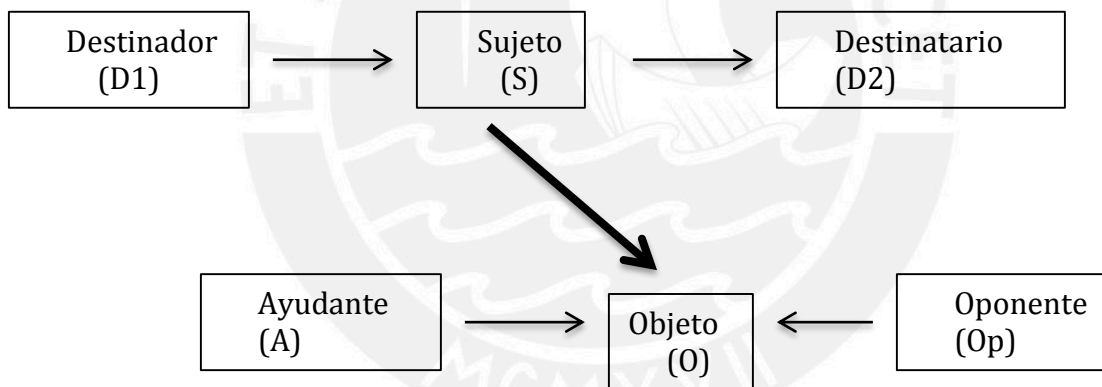 Destinador
(D1)
Sujeto
(S)
Destinatario
(D2)
Ayudante
(A)
Objeto
(O)
Oponente
(Op)